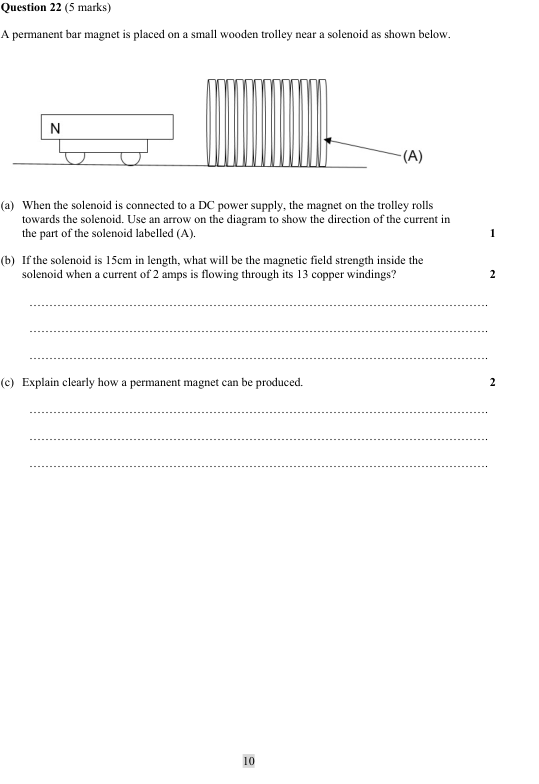 Question 22 (5 marks)
A permanent bar magnet is placed on a small wooden trolley near a solenoid as shown below.
N
(A)
(a) When the solenoid is connected to a DC power supply, the magnet on the trolley rolls
towards the solenoid. Use an arrow on the diagram to show the direction of the current in
the part of the solenoid labelled (A). 1
(b) If the solenoid is 15cm in length, what will be the magnetic field strength inside the
solenoid when a current of 2 amps is flowing through its 13 copper windings? 2
(c) Explain clearly how a permanent magnet can be produced. 2
10